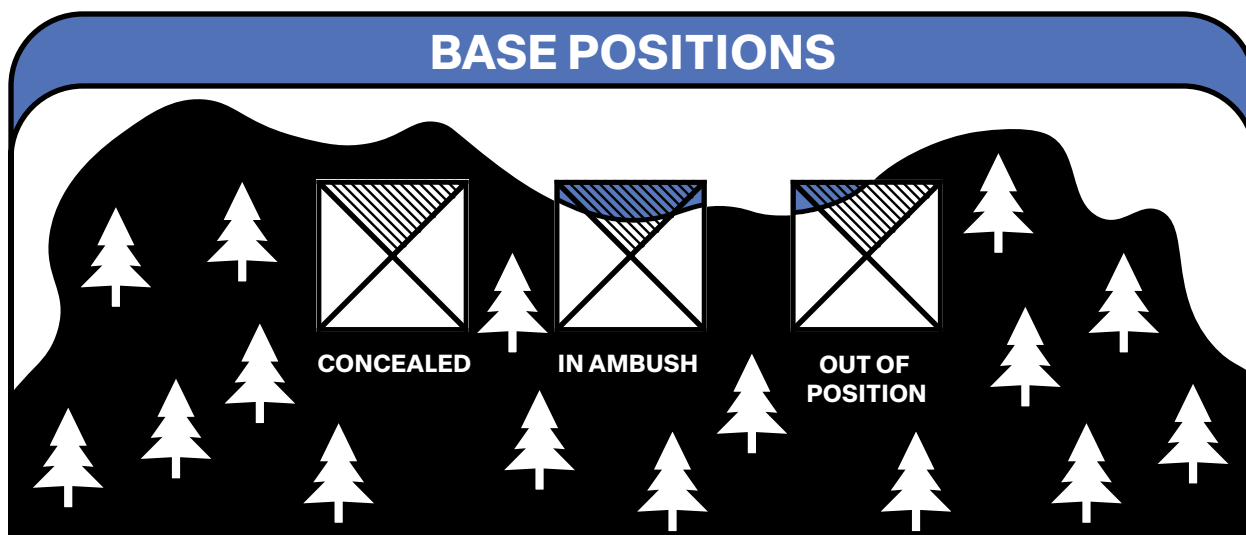 BASE POSITIONS
CONCEALED
IN AMBUSH
OUT OF
POSITION